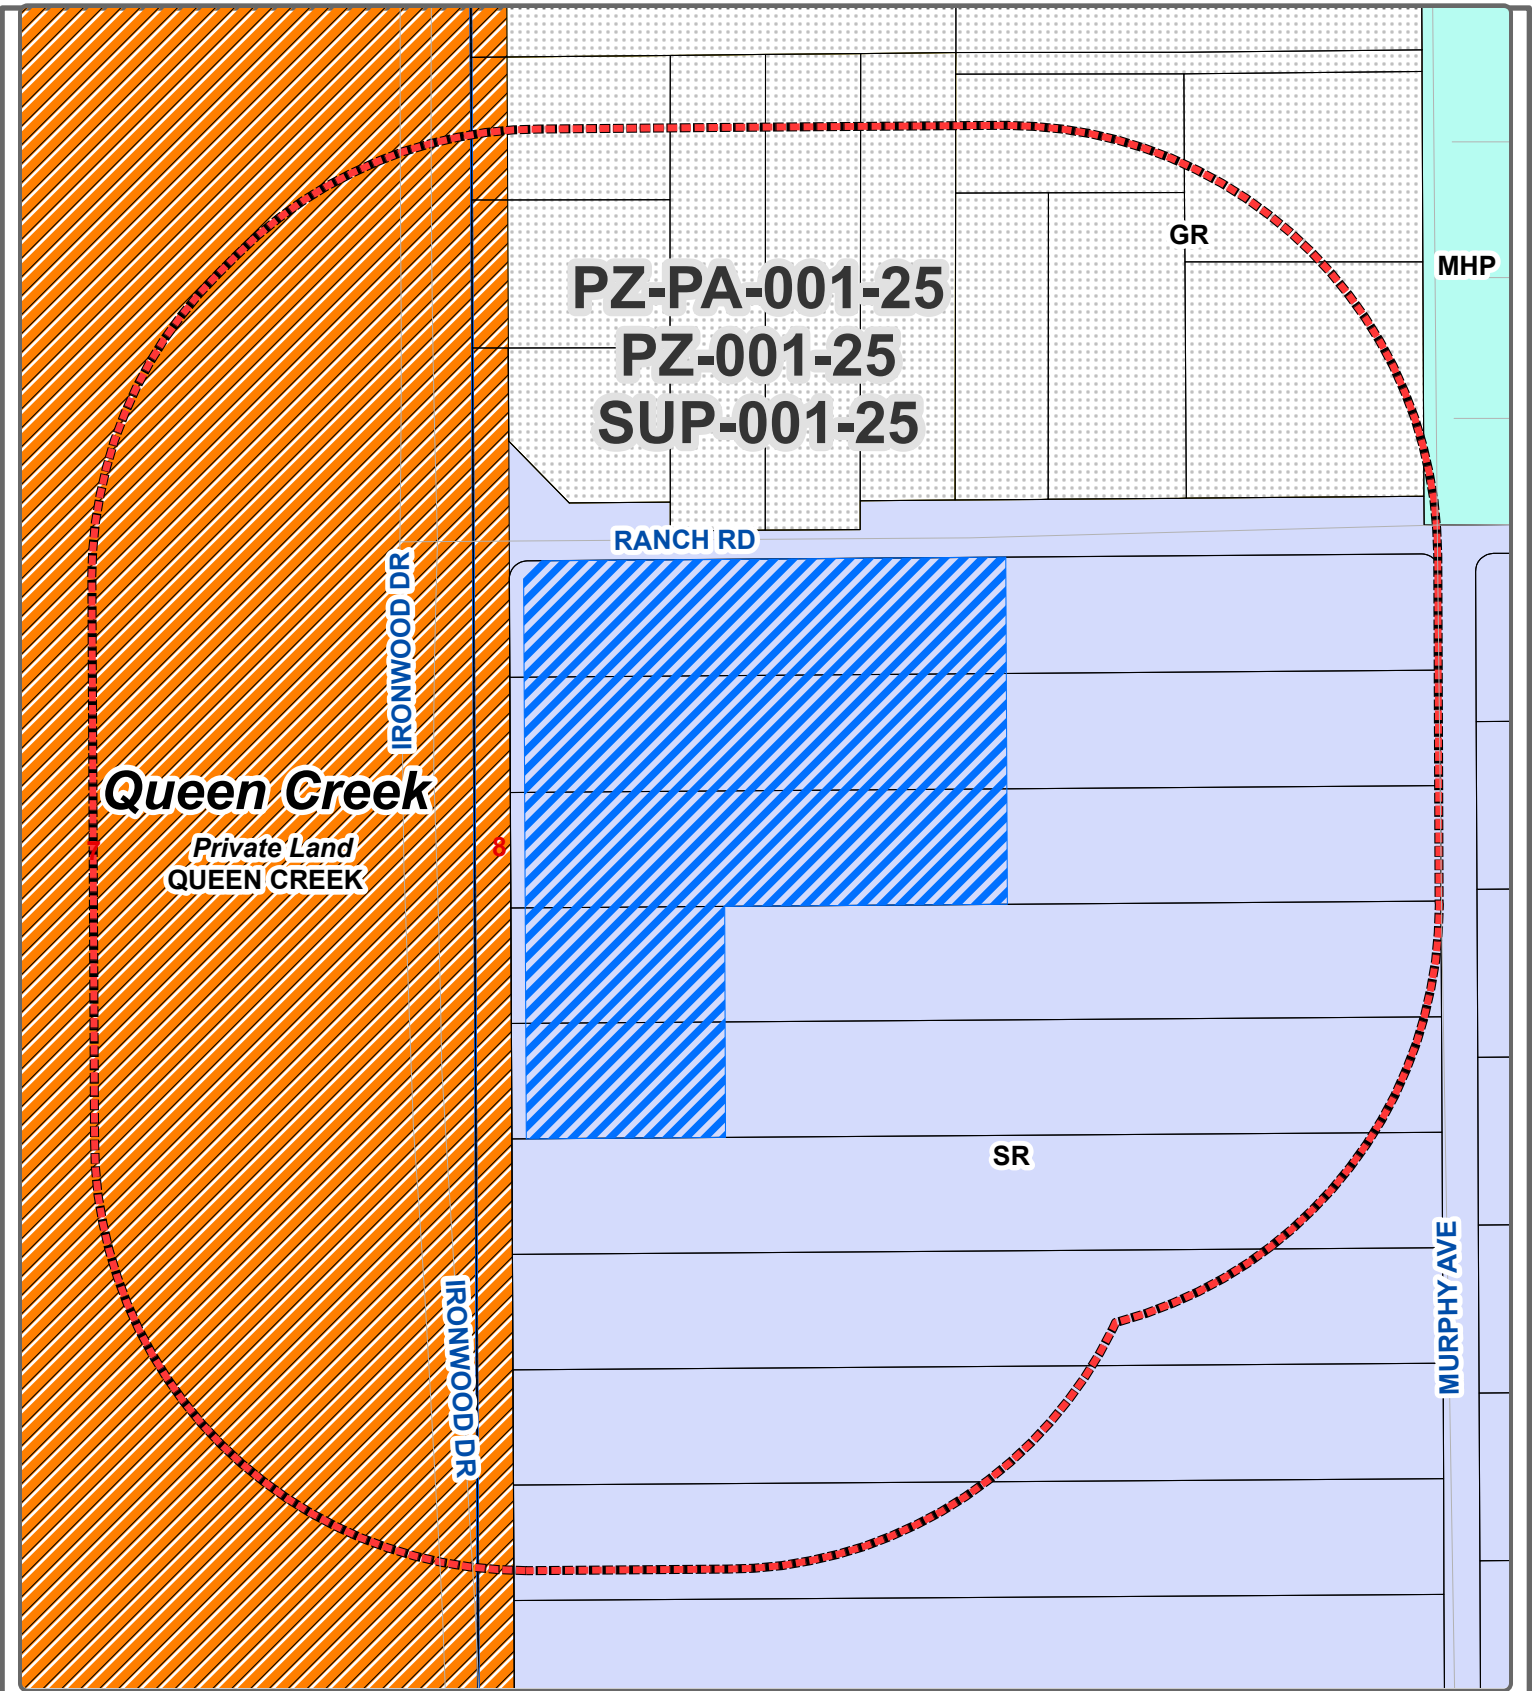 GR
MHP
PZ-PA-001-25
PZ-001-25
SUP-001-25
RANCH RD
IRONWOOD DR
Queen Creek
7
8
Private Land
QUEEN CREEK
SR
MURPHY AVE
IRONWOOD DR